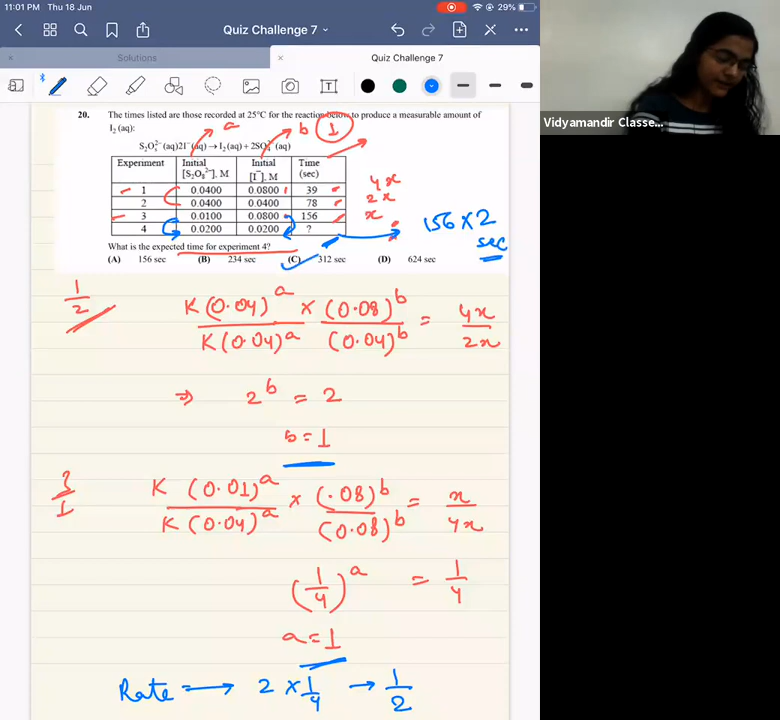 11:01 PM Thu 18 Jun
29%
Quiz Challenge 7
Solutions
Quiz Challenge 7
20. The times listed are those recorded at 25°C for the reaction below to produce a measurable amount of
I₂ (aq):
a
b
1
S₂O₈²⁻ (aq)2I⁻ (aq) → I₂(aq) + 2SO₄²⁻ (aq)
Experiment Initial [S₂O₈²⁻], M Initial [I⁻], M Time (sec)
1 0.0400 0.0800 39 4x
2 0.0400 0.0400 78 2x
3 0.0100 0.0800 156 x
4 0.0200 0.0200 ?
156 × 2
sec
What is the expected time for experiment 4?
(A) 156 sec (B) 234 sec (C) 312 sec (D) 624 sec
1/2
K(0.04)^a / K(0.04)^a × (0.08)^b / (0.04)^b = 4x / 2x
⇒ 2^b = 2
b = 1
3/1
K (0.01)^a / K(0.04)^a × (.08)^b / (0.08)^b = x / 4x
(1/4)^a = 1/4
a = 1
Rate → 2 × 1/4 → 1/2
Vidyamandir Classe...